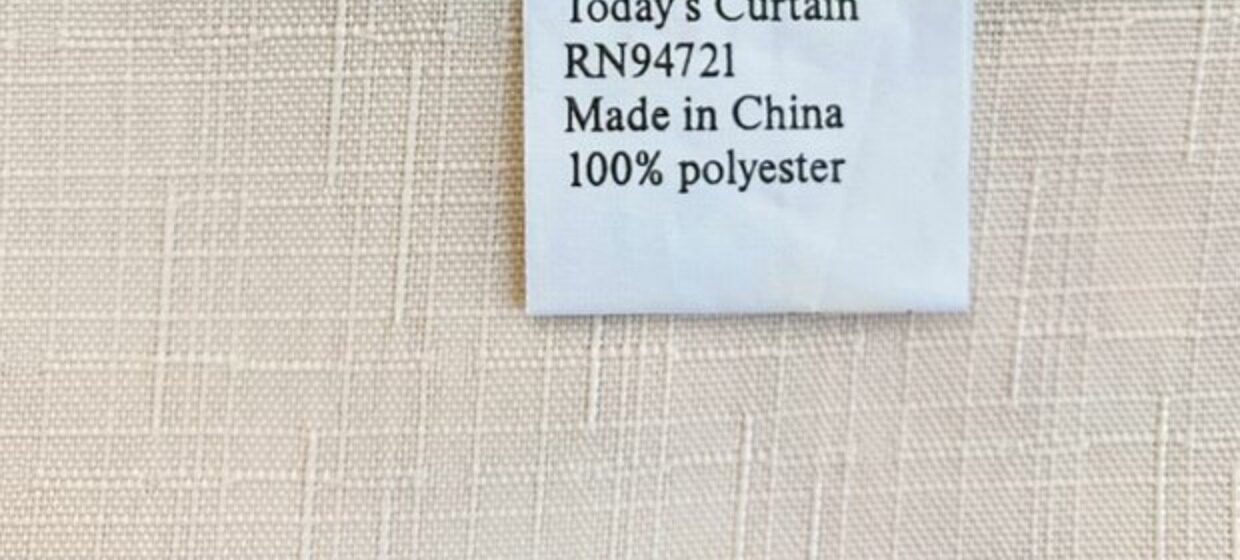 Today's Curtain
RN94721
Made in China
100% polyester